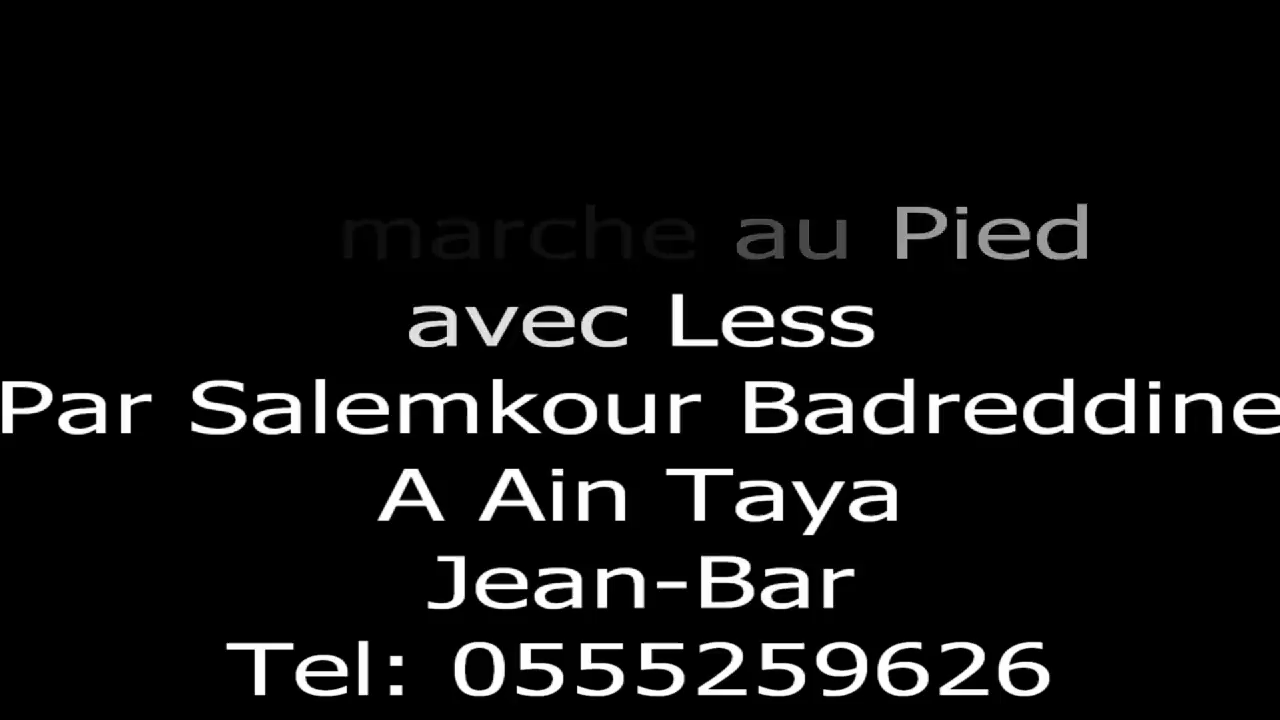 marche au Pied
avec Less
Par Salemkour Badreddine
A Ain Taya
Jean-Bar
Tel: 0555259626